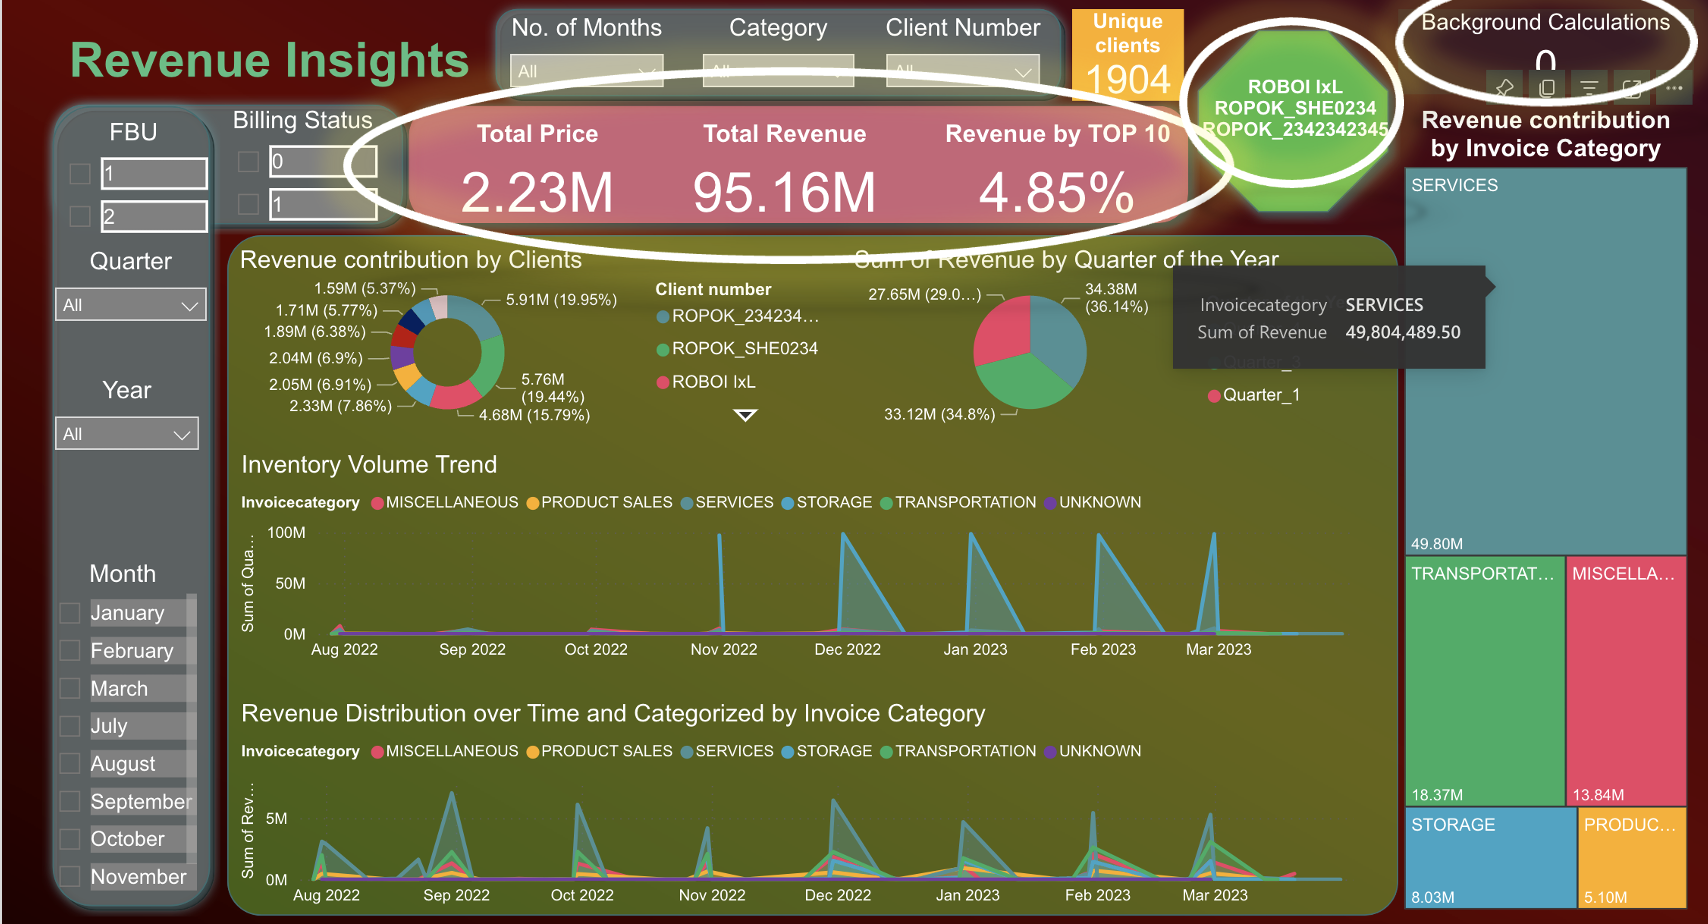 Revenue Insights
No. of Months
Category
Client Number
All
All
All
Unique
clients
1904
ROBOI IxL
ROPOK_SHE0234
ROPOK_2342342345
Background Calculations
0
FBU
1
2
Billing Status
0
1
Total Price
2.23M
Total Revenue
95.16M
Revenue by TOP 10
4.85%
Revenue contribution
by Invoice Category
Quarter
All
Year
All
Month
January
February
March
July
August
September
October
November
Revenue contribution by Clients
1.59M (5.37%)
1.71M (5.77%)
1.89M (6.38%)
2.04M (6.9%)
2.05M (6.91%)
2.33M (7.86%)
5.91M (19.95%)
5.76M
(19.44%)
4.68M (15.79%)
Client number
ROPOK_234234…
ROPOK_SHE0234
ROBOI IxL
Sum of Revenue by Quarter of the Year
27.65M (29.0…)
34.38M
(36.14%)
33.12M (34.8%)
Invoicecategory SERVICES
Sum of Revenue 49,804,489.50
Quarter_3
Quarter_1
Inventory Volume Trend
Invoicecategory MISCELLANEOUS PRODUCT SALES SERVICES STORAGE TRANSPORTATION UNKNOWN
Sum of Qua…
100M
50M
0M
Aug 2022 Sep 2022 Oct 2022 Nov 2022 Dec 2022 Jan 2023 Feb 2023 Mar 2023
Revenue Distribution over Time and Categorized by Invoice Category
Invoicecategory MISCELLANEOUS PRODUCT SALES SERVICES STORAGE TRANSPORTATION UNKNOWN
Sum of Rev…
5M
0M
Aug 2022 Sep 2022 Oct 2022 Nov 2022 Dec 2022 Jan 2023 Feb 2023 Mar 2023
SERVICES
49.80M
TRANSPORTAT…
18.37M
MISCELLA…
13.84M
STORAGE
8.03M
PRODUC…
5.10M